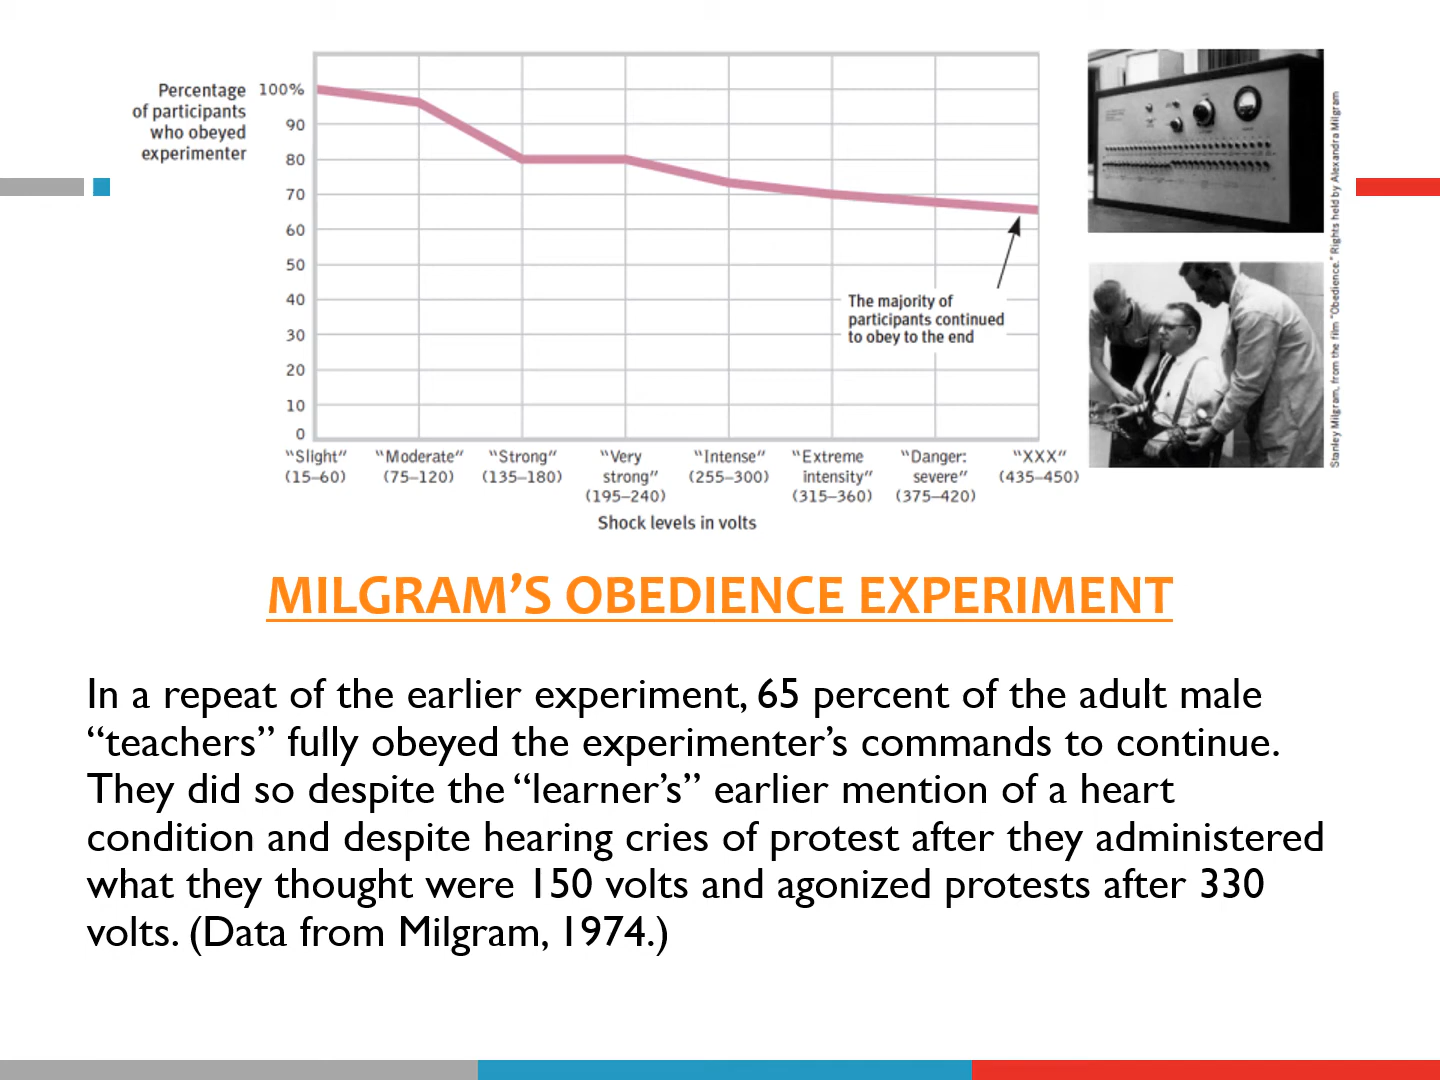 Percentage
of participants
who obeyed
experimenter
100%
90
80
70
60
50
40
30
20
10
0
The majority of
participants continued
to obey to the end
“Slight” “Moderate” “Strong” “Very “Intense” “Extreme “Danger: “XXX”
(15–60) (75–120) (135–180) strong” (255–300) intensity” severe” (435–450)
(195–240) (315–360) (375–420)
Shock levels in volts
Stanley Milgram, from the film “Obedience.” Rights held by Alexandra Milgram
MILGRAM’S OBEDIENCE EXPERIMENT
In a repeat of the earlier experiment, 65 percent of the adult male
“teachers” fully obeyed the experimenter’s commands to continue.
They did so despite the “learner’s” earlier mention of a heart
condition and despite hearing cries of protest after they administered
what they thought were 150 volts and agonized protests after 330
volts. (Data from Milgram, 1974.)